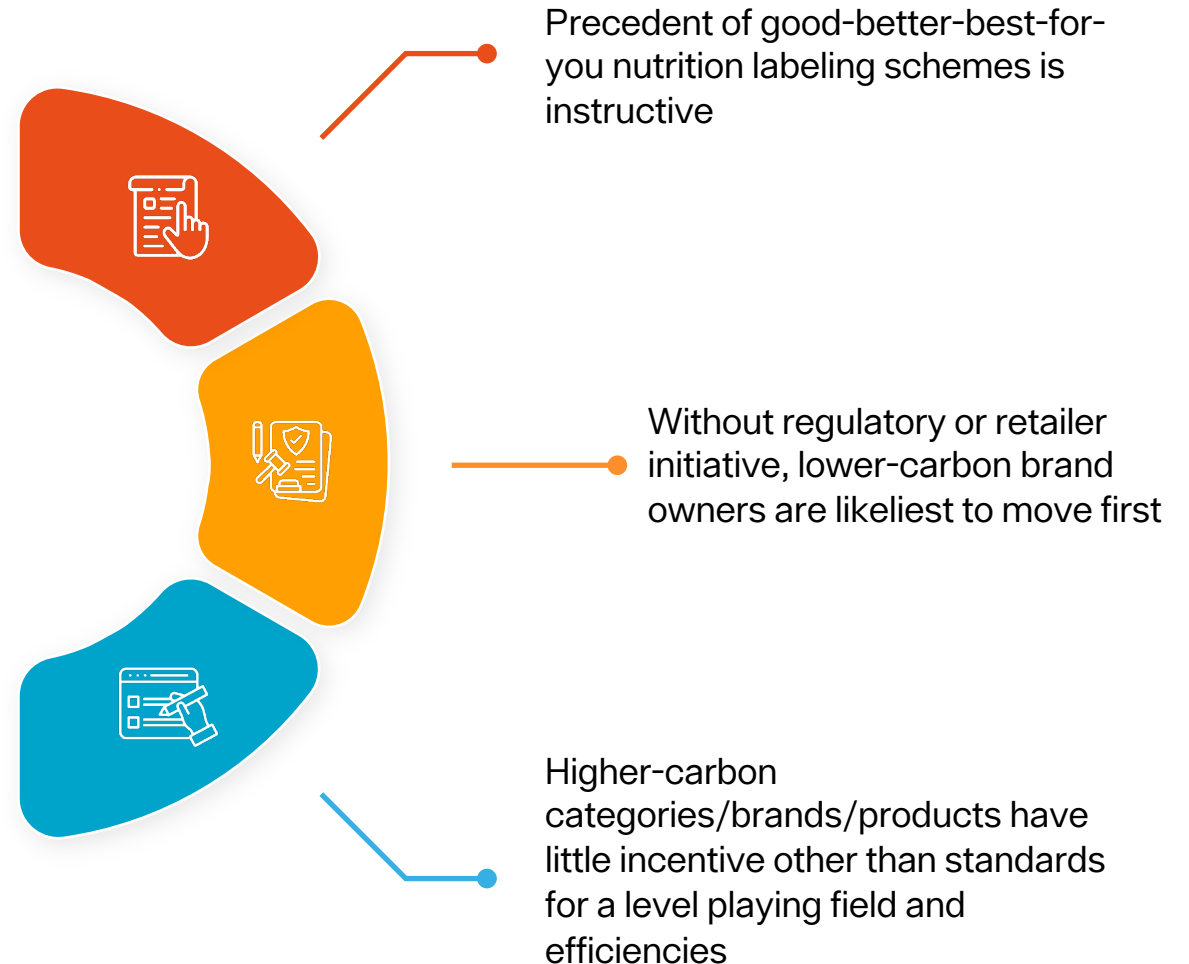 Precedent of good-better-best-for-
you nutrition labeling schemes is
instructive
Without regulatory or retailer
initiative, lower-carbon brand
owners are likeliest to move first
Higher-carbon
categories/brands/products have
little incentive other than standards
for a level playing field and
efficiencies